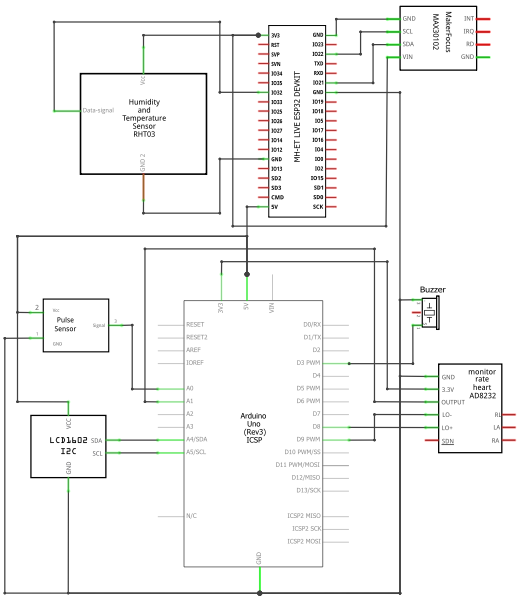 Vcc
Data-signal
Humidity
and
Temperature
Sensor
RHT03
GND 2
MH-ET LIVE ESP32 DEVKIT
3V3
RST
SVP
SVN
IO34
IO35
IO32
IO33
IO25
IO26
IO27
IO14
IO12
GND
IO13
SD2
SD3
CMD
5V
GND
IO23
IO22
TXD
RXD
IO21
GND
IO19
IO18
IO5
IO17
IO16
IO4
IO0
IO2
IO15
SD1
SD0
SCK
GND
SCL
SDA
VIN
MakerFocus
MAX30102
INT
IRQ
RD
GND
2
Vcc
Pulse
Sensor
Signal
3
1
GND
Buzzer
monitor
rate
heart
AD8232
GND
3.3V
OUTPUT
LO-
LO+
SDN
RL
LA
RA
VCC
LCD1602
I2C
SDA
SCL
GND
3V3
5V
VIN
RESET
RESET2
AREF
IOREF
A0
A1
A2
A3
A4/SDA
A5/SCL
N/C
Arduino
Uno
(Rev3)
ICSP
D0/RX
D1/TX
D2
D3 PWM
D4
D5 PWM
D6 PWM
D7
D8
D9 PWM
D10 PWM/SS
D11 PWM/MOSI
D12/MISO
D13/SCK
ICSP2 MISO
ICSP2 SCK
ICSP2 MOSI
GND